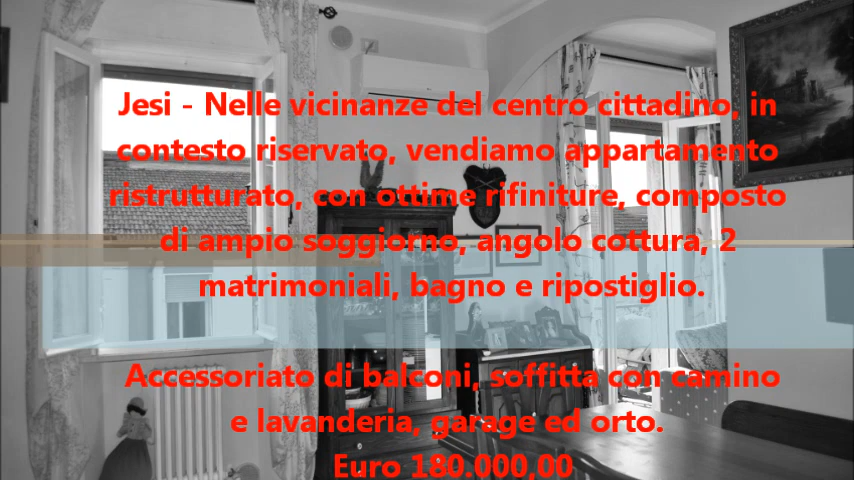 Jesi - Nelle vicinanze del centro cittadino, in
contesto riservato, vendiamo appartamento
ristrutturato, con ottime rifiniture, composto
di ampio soggiorno, angolo cottura, 2
matrimoniali, bagno e ripostiglio.
Accessoriato di balconi, soffitta con camino
e lavanderia, garage ed orto.
Euro 180.000,00